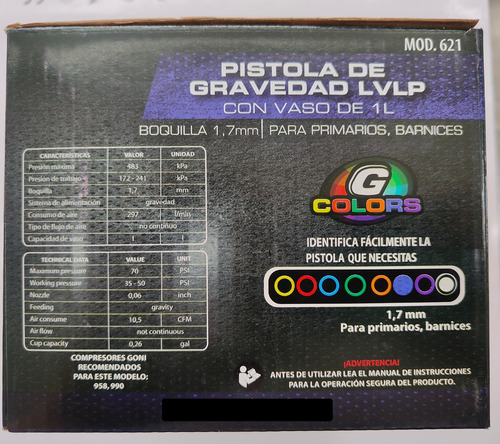 MOD. 621
PISTOLA DE
GRAVEDAD LVLP
CON VASO DE 1L
BOQUILLA 1,7mm | PARA PRIMARIOS, BARNICES
CARACTERÍSTICAS VALOR UNIDAD
Presión máxima 483 kPa
Presión de trabajo 172 - 241 kPa
Boquilla 1,7 mm
Sistema de alimentación gravedad
Consumo de aire 297 l/min
Tipo de flujo de aire no continuo
Capacidad de vaso 1 l
TECHNICAL DATA VALUE UNIT
Maximum pressure 70 PSI
Working pressure 35 - 50 PSI
Nozzle 0,06 inch
Feeding gravity
Air consume 10,5 CFM
Air flow not continuous
Cup capacity 0,26 gal
COMPRESORES GONI
RECOMENDADOS
PARA ESTE MODELO:
958, 990
G
COLORS
IDENTIFICA FÁCILMENTE LA
PISTOLA QUE NECESITAS
1,7 mm
Para primarios, barnices
¡ADVERTENCIA!
ANTES DE UTILIZAR LEA EL MANUAL DE INSTRUCCIONES
PARA LA OPERACIÓN SEGURA DEL PRODUCTO.